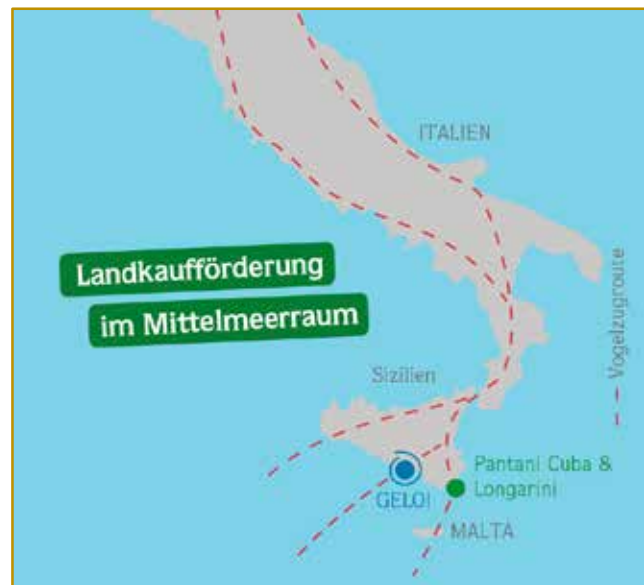 ITALIEN
Landkaufförderung
im Mittelmeerraum
Vogelzugroute
Sizilien
Pantani Cuba &
Longarini
GELOI
MALTA